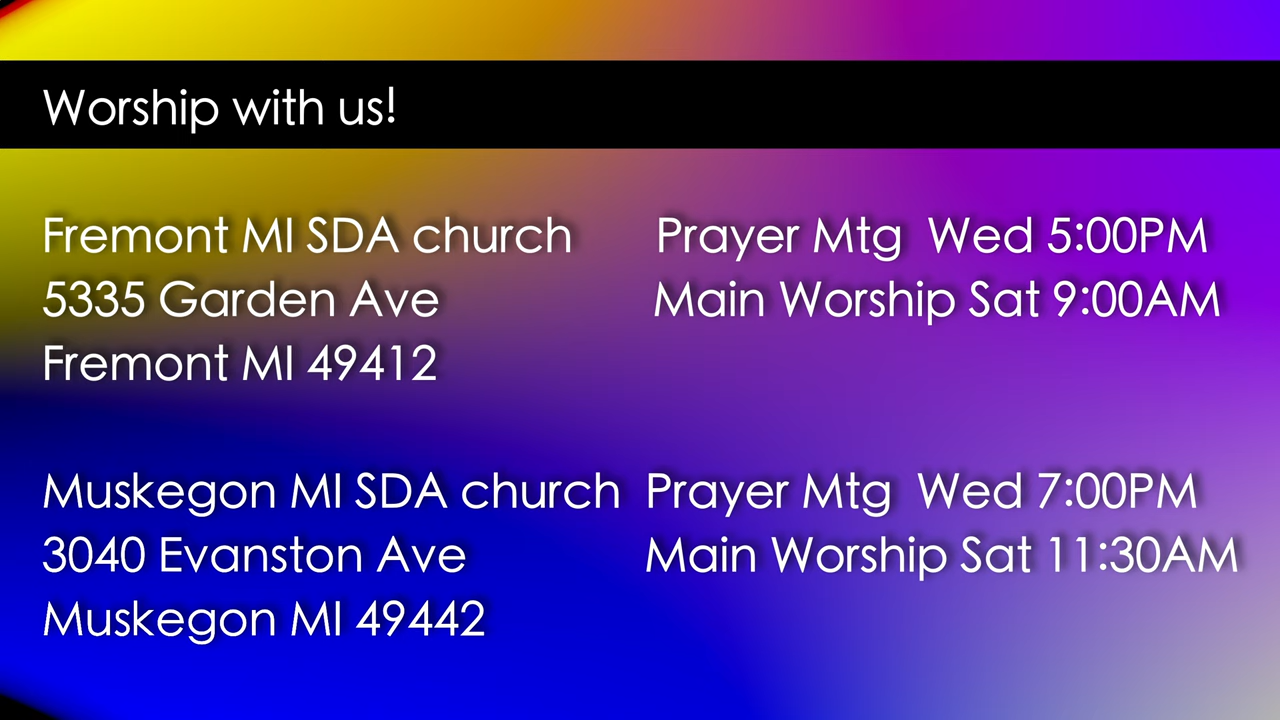 Worship with us!
Fremont MI SDA church Prayer Mtg Wed 5:00PM
5335 Garden Ave Main Worship Sat 9:00AM
Fremont MI 49412
Muskegon MI SDA church Prayer Mtg Wed 7:00PM
3040 Evanston Ave Main Worship Sat 11:30AM
Muskegon MI 49442